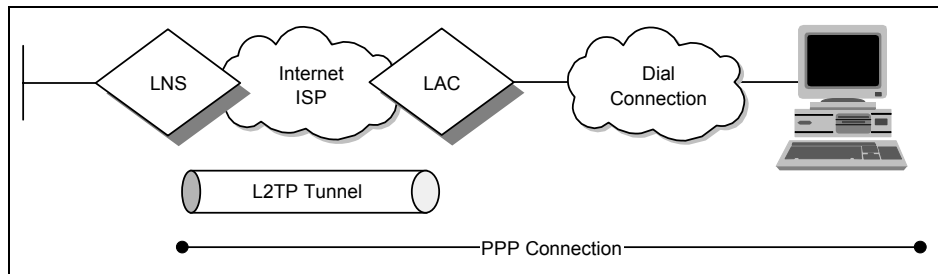 LNS
Internet
ISP
LAC
Dial
Connection
L2TP Tunnel
PPP Connection